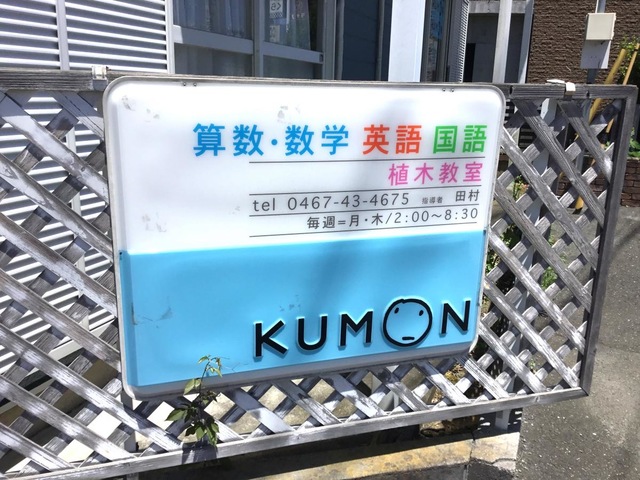 算数・数学 英語 国語
植木教室
tel 0467-43-4675 指導者 田村
毎週=月・木/2:00〜8:30
KUMON